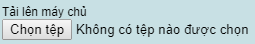 Tải lên máy chủ
Chọn tệp Không có tệp nào được chọn